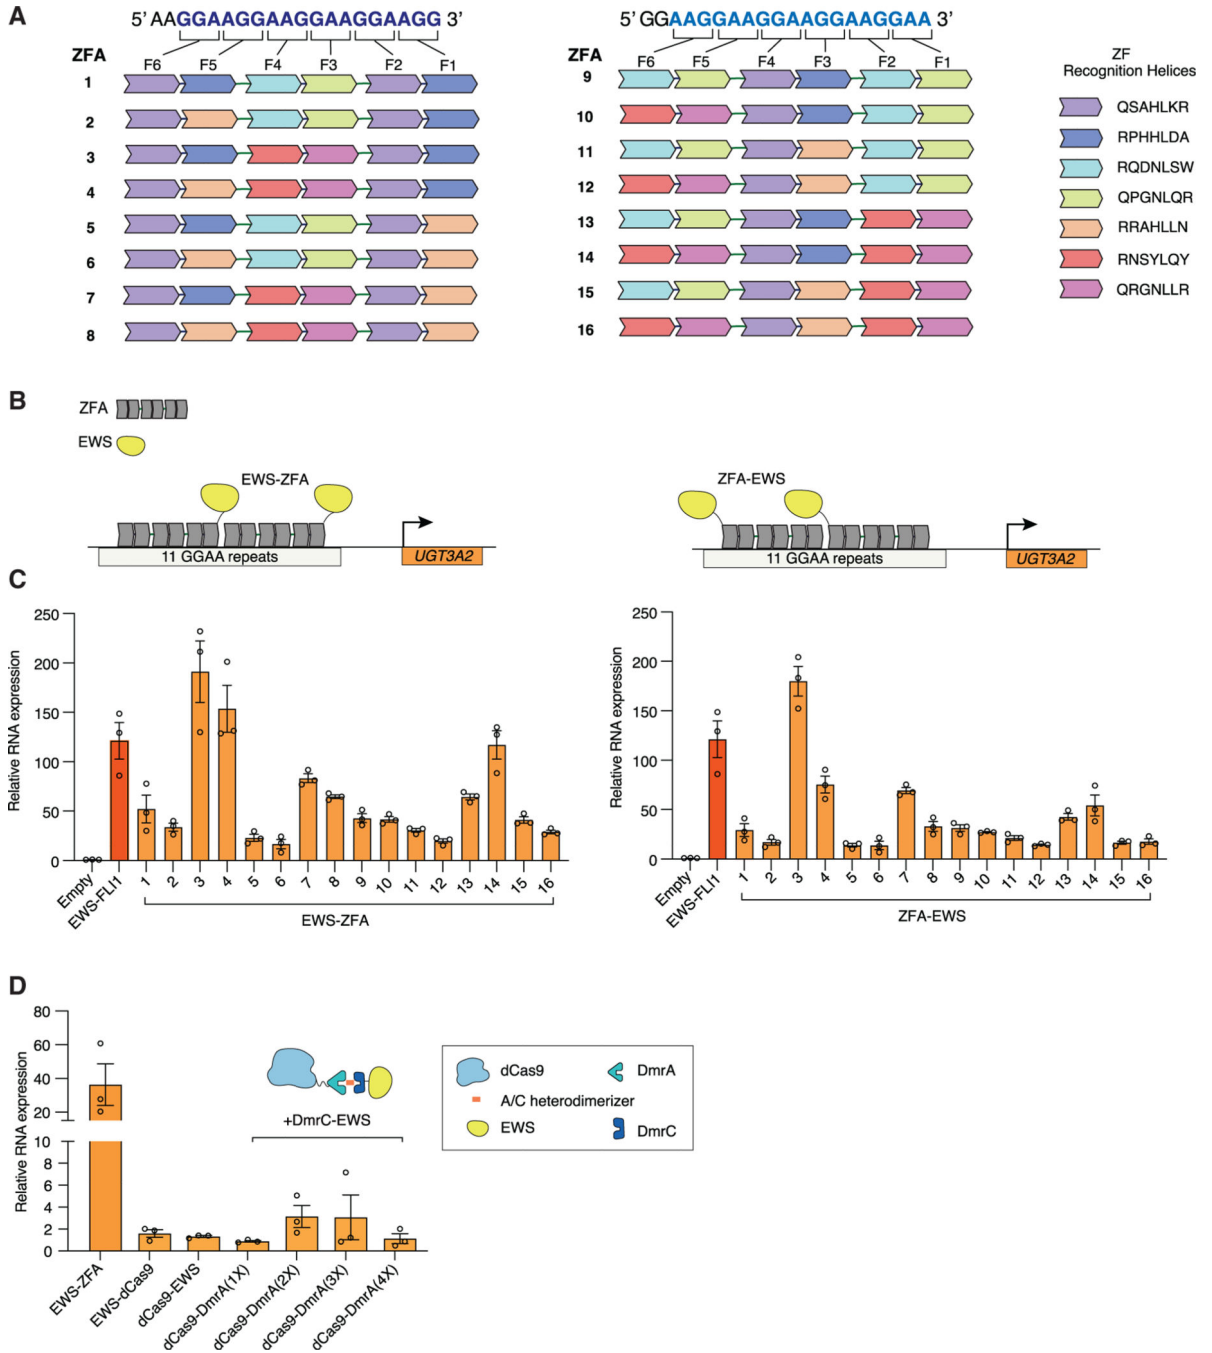 A
5’ AAGGAAGGAAGGAAGGAAGG 3’
5’ GGAAGGAAGGAAGGAAGGAA 3’
ZFA
F6 F5 F4 F3 F2 F1
1
2
3
4
5
6
7
8
ZFA
F6 F5 F4 F3 F2 F1
9
10
11
12
13
14
15
16
ZF
Recognition Helices
QSAHLKR
RPHHLDA
RQDNLSW
QPGNLQR
RRAHLLN
RNSYLQY
QRGNLLR
B
ZFA
EWS
EWS-ZFA
11 GGAA repeats
UGT3A2
ZFA-EWS
11 GGAA repeats
UGT3A2
C
Relative RNA expression
250
200
150
100
50
0
Empty EWS-FLI1 1 2 3 4 5 6 7 8 9 10 11 12 13 14 15 16
EWS-ZFA
Relative RNA expression
250
200
150
100
50
0
Empty EWS-FLI1 1 2 3 4 5 6 7 8 9 10 11 12 13 14 15 16
ZFA-EWS
D
Relative RNA expression
80
60
40
20
10
8
6
4
2
0
+DmrC-EWS
EWS-ZFA EWS-dCas9 dCas9-EWS dCas9-DmrA(1X) dCas9-DmrA(2X) dCas9-DmrA(3X) dCas9-DmrA(4X)
dCas9 DmrA
A/C heterodimerizer
EWS DmrC